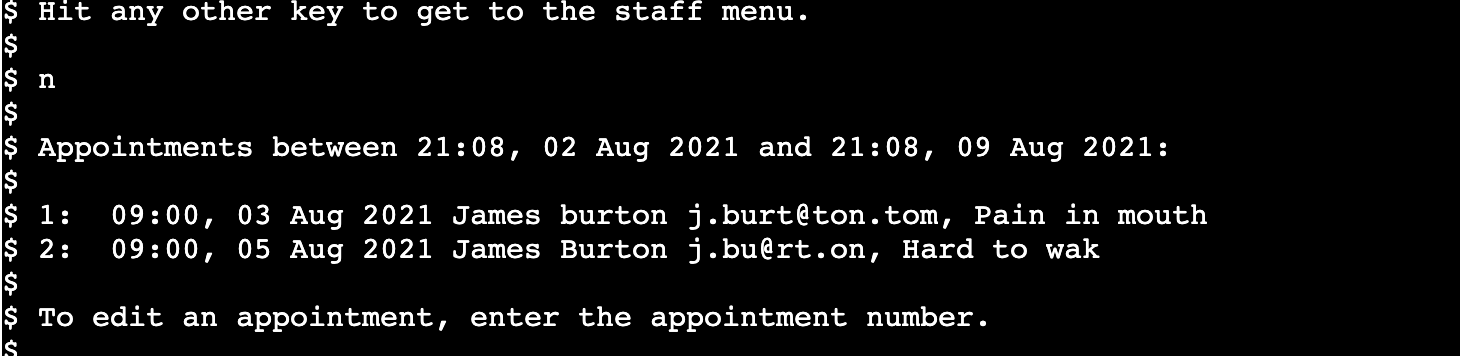 $ Hit any other key to get to the staff menu.
$
$ n
$
$ Appointments between 21:08, 02 Aug 2021 and 21:08, 09 Aug 2021:
$
$ 1:  09:00, 03 Aug 2021 James burton j.burt@ton.tom, Pain in mouth
$ 2:  09:00, 05 Aug 2021 James Burton j.bu@rt.on, Hard to wak
$
$ To edit an appointment, enter the appointment number.
$